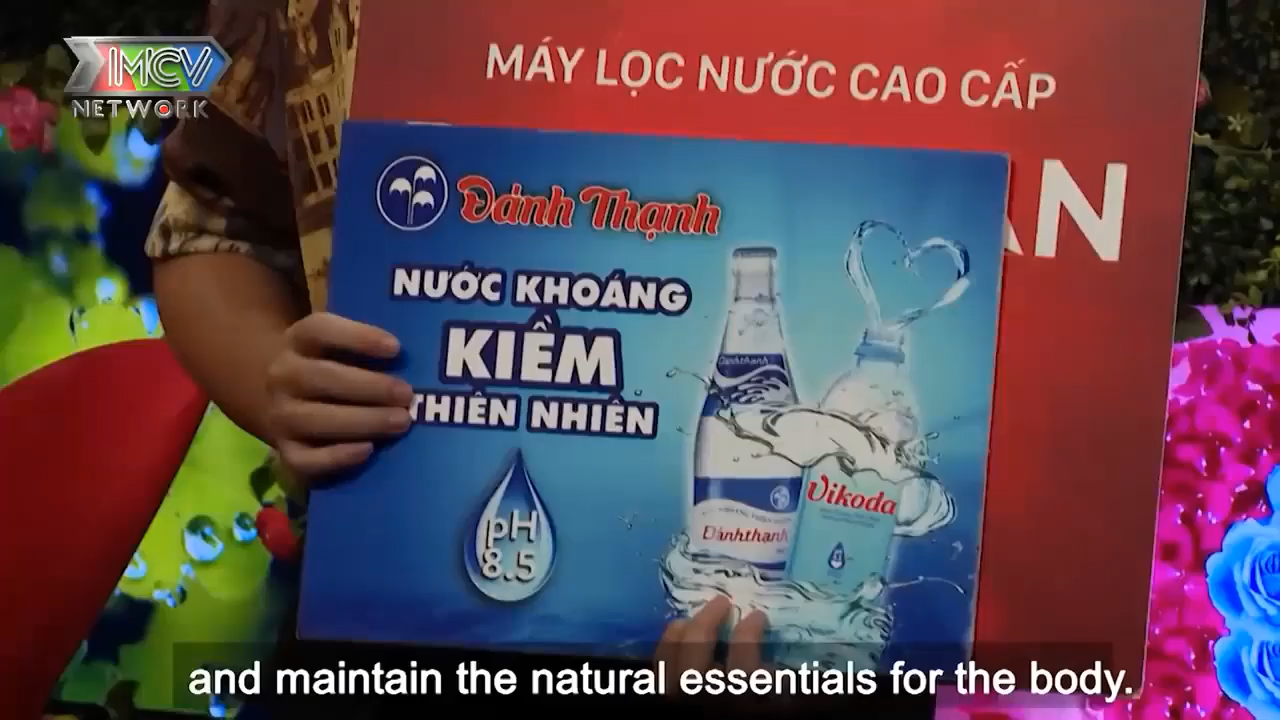 MCV
NETWORK
MÁY LỌC NƯỚC CAO CẤP
AN
Đảnh Thạnh
NƯỚC KHOÁNG
KIỀM
THIÊN NHIÊN
pH
8.5
Đảnhthạnh
Vikoda
Đảnhthạnh
and maintain the natural essentials for the body.